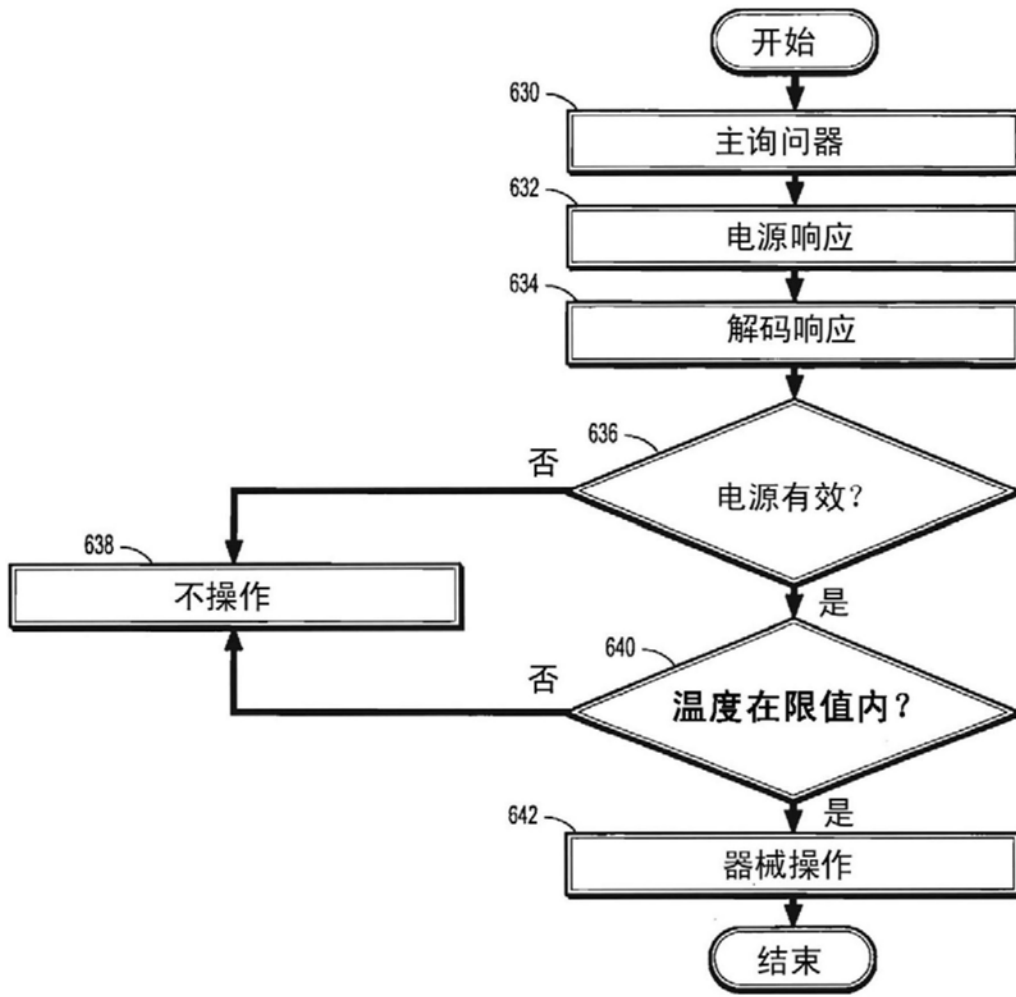 开始
630
主询问器
632
电源响应
634
解码响应
636
否
电源有效?
638
不操作
是
640
否
温度在限值内?
642
是
器械操作
结束